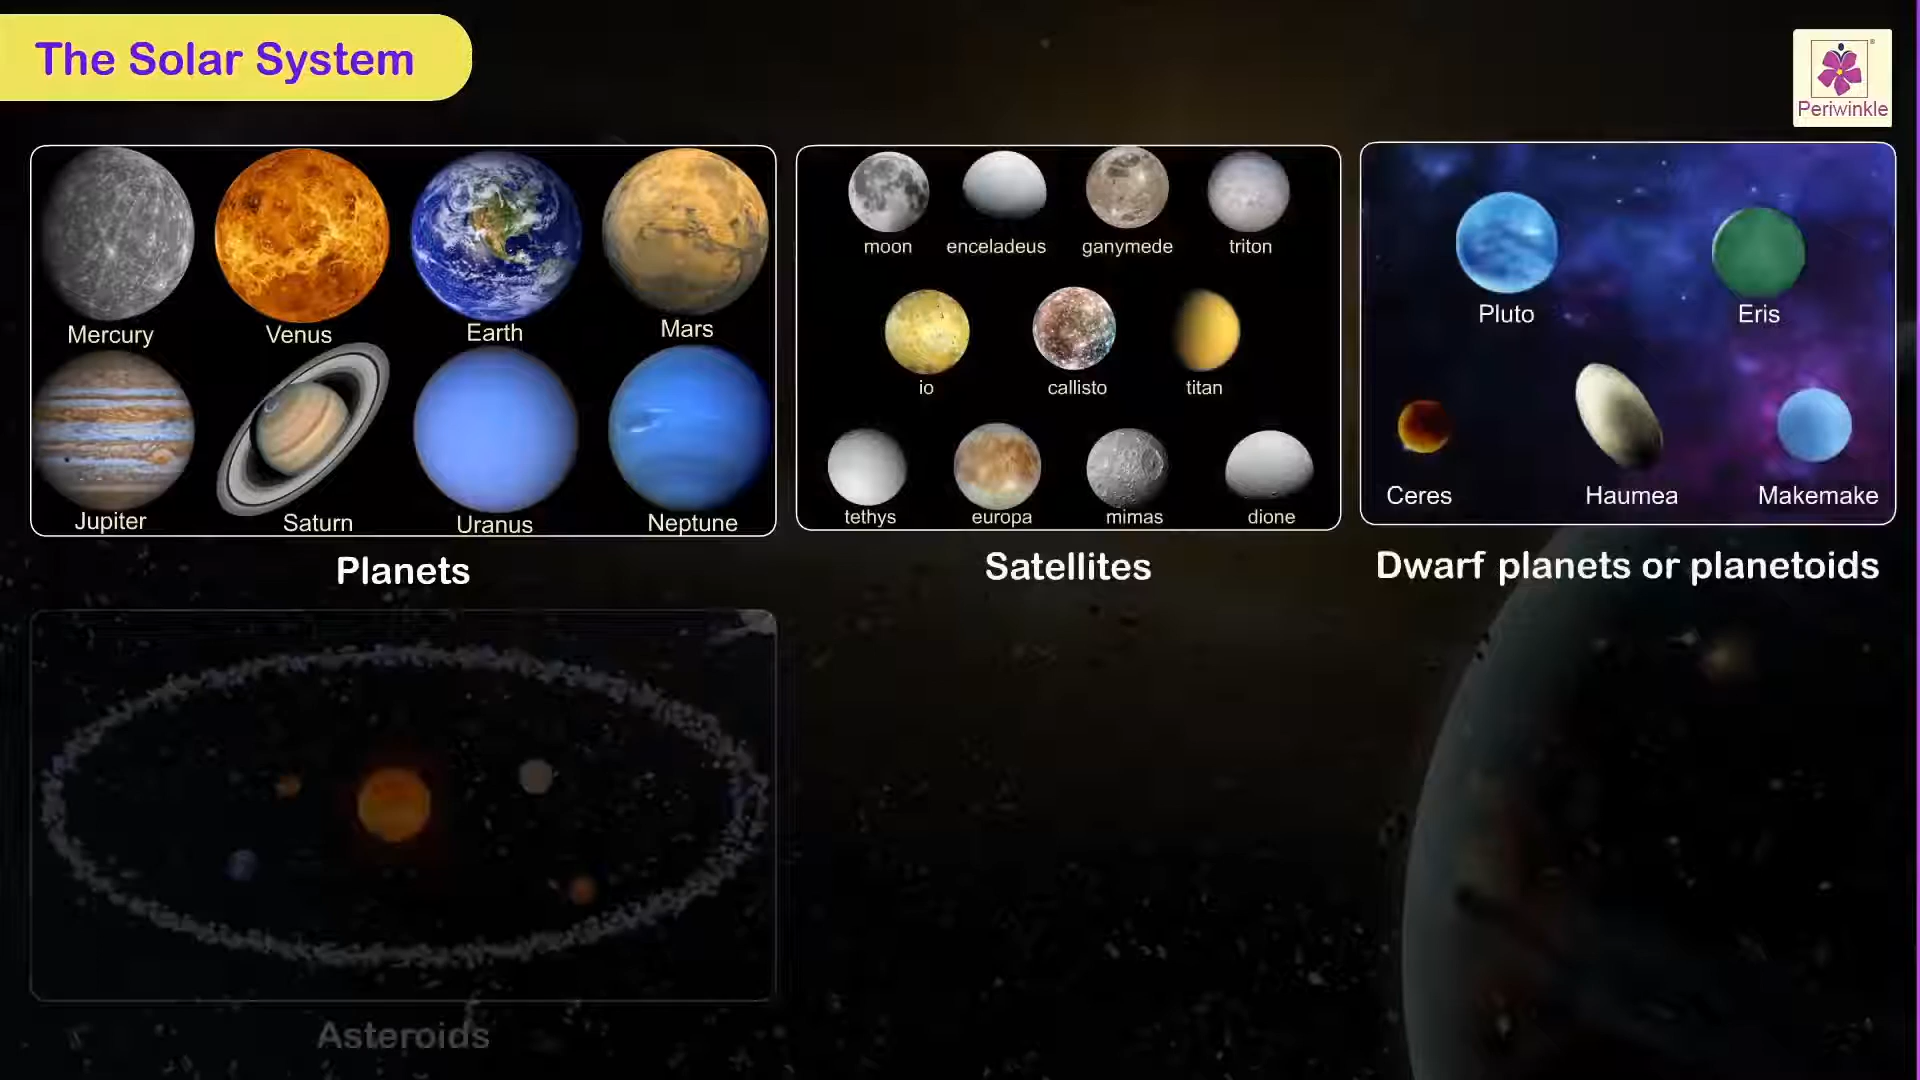 The Solar System
Periwinkle
Mercury
Venus
Earth
Mars
Jupiter
Saturn
Uranus
Neptune
Planets
moon
enceladeus
ganymede
triton
io
callisto
titan
tethys
europa
mimas
dione
Satellites
Pluto
Eris
Ceres
Haumea
Makemake
Dwarf planets or planetoids
Asteroids